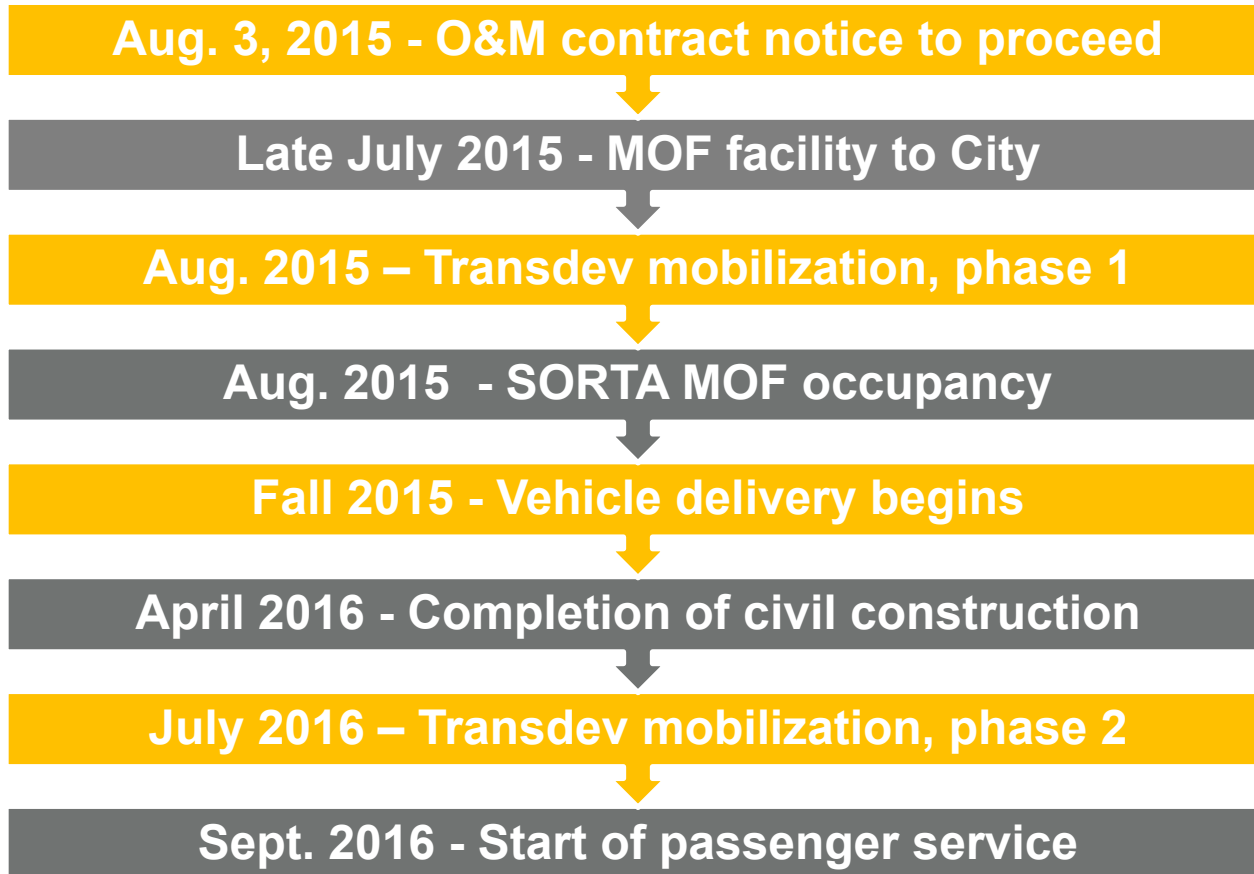 Aug. 3, 2015 - O&M contract notice to proceed
Late July 2015 - MOF facility to City
Aug. 2015 – Transdev mobilization, phase 1
Aug. 2015  - SORTA MOF occupancy
Fall 2015 - Vehicle delivery begins
April 2016 - Completion of civil construction
July 2016 – Transdev mobilization, phase 2
Sept. 2016 - Start of passenger service